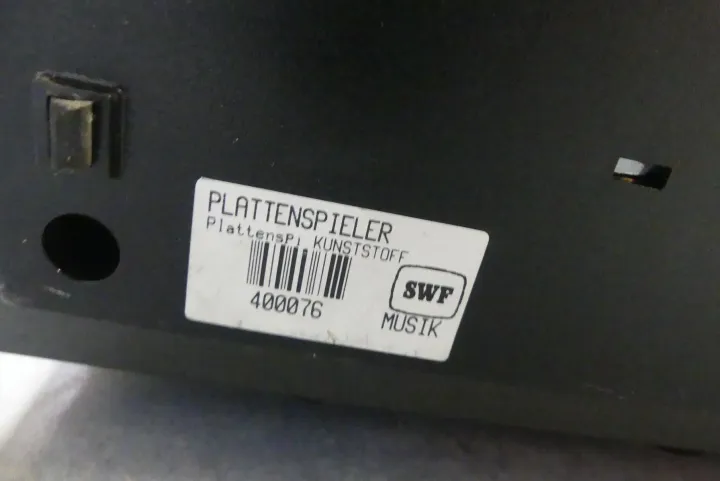 PLATTENSPIELER
PlattensPi KUNSTSTOFF
400076
SWF
MUSIK